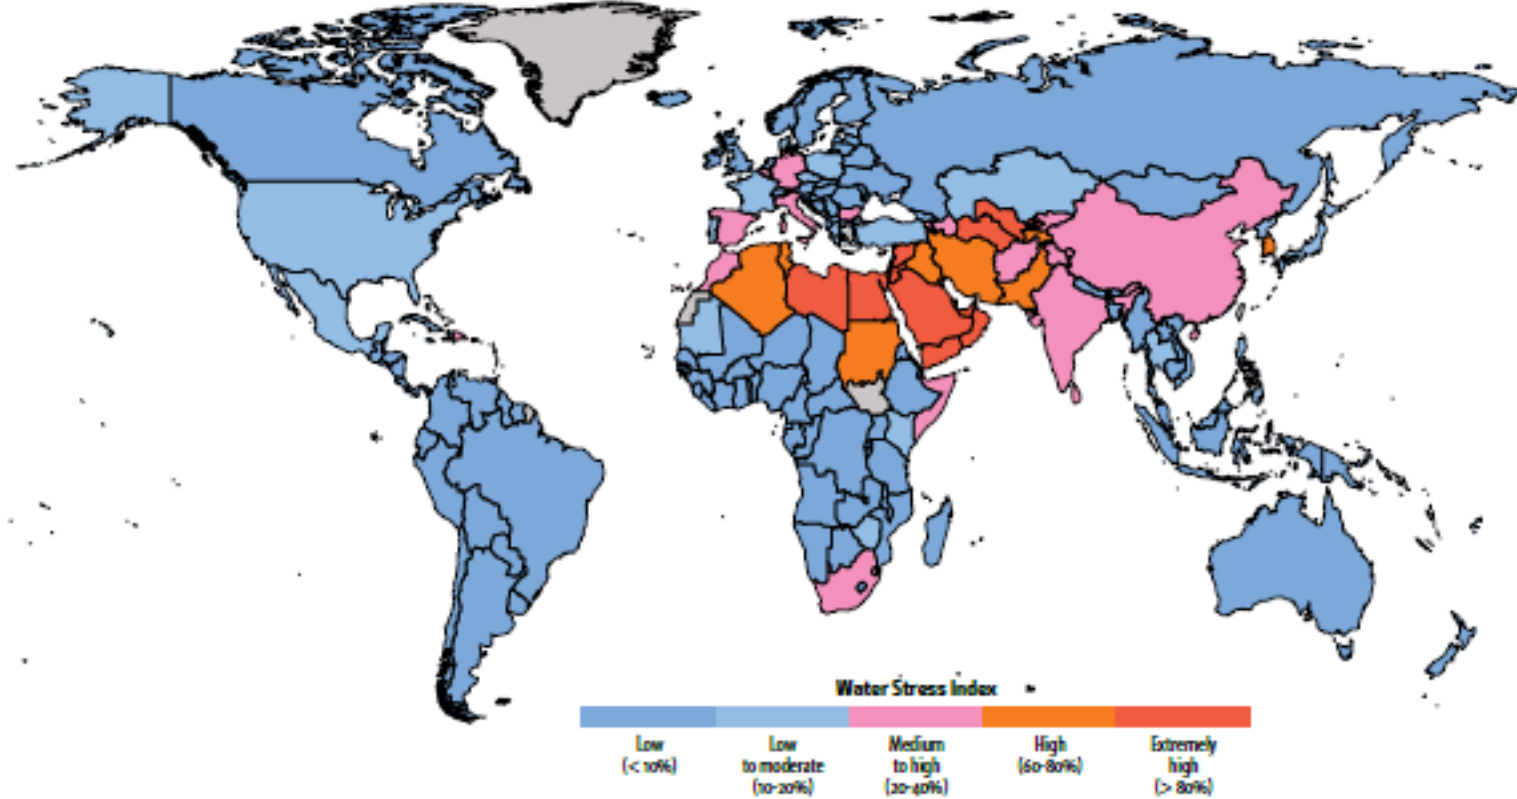 Water Stress Index
Low
(< 10%)
Low
to moderate
(10-20%)
Medium
to high
(20-40%)
High
(60-80%)
Extremely
high
(> 80%)